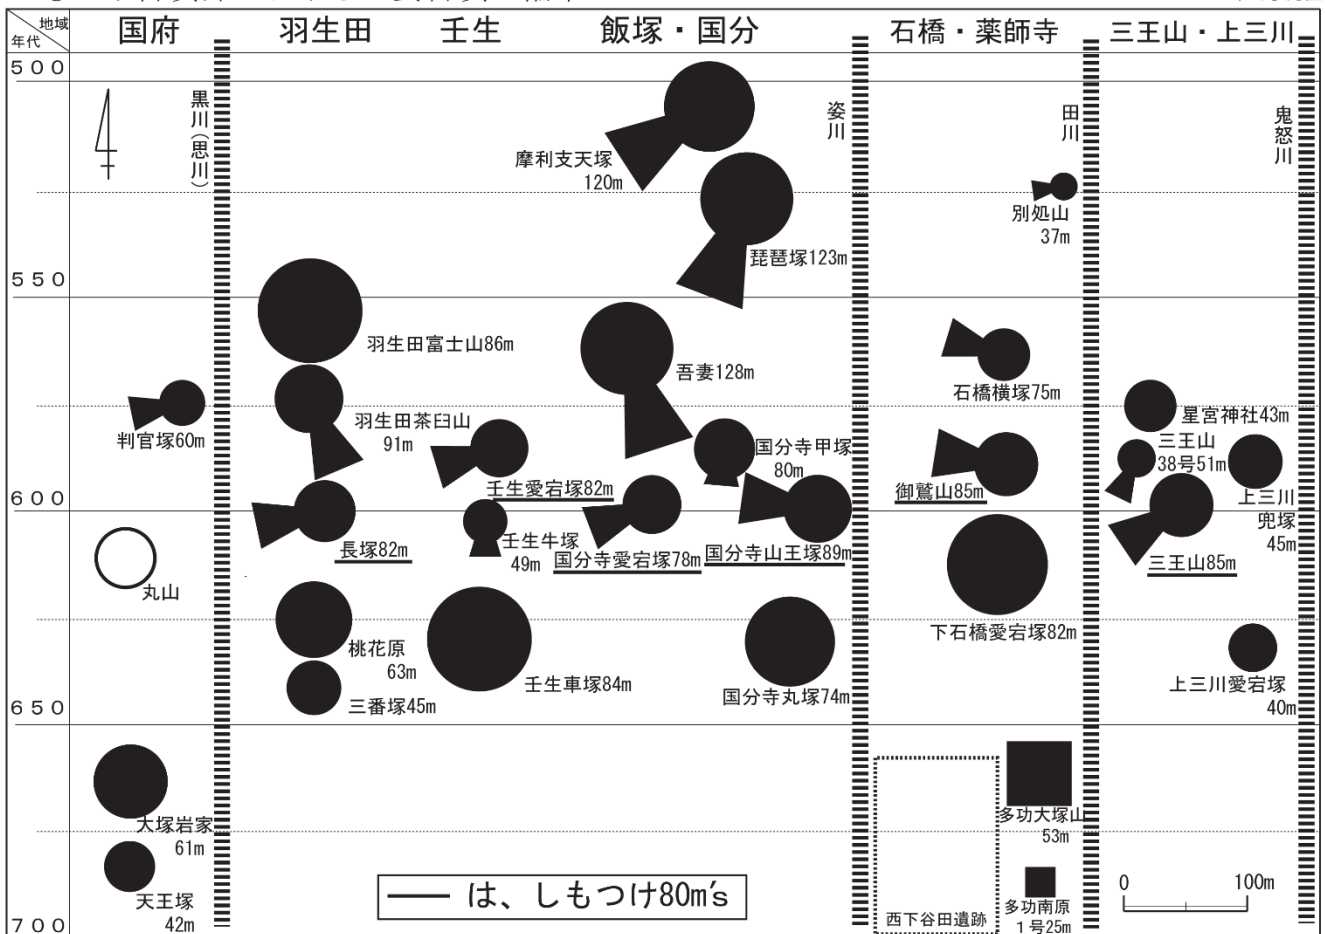 地域
年代
国府
羽生田
壬生
飯塚・国分
石橋・薬師寺
三王山・上三川
500
550
600
650
700
黒川(思川)
姿川
田川
鬼怒川
摩利支天塚
120m
琵琶塚123m
別処山
37m
羽生田富士山86m
吾妻128m
石橋横塚75m
判官塚60m
羽生田茶臼山
91m
国分寺甲塚
80m
星宮神社43m
三王山
38号51m
壬生愛宕塚82m
御鷲山85m
上三川
兜塚
45m
長塚82m
壬生牛塚
49m
国分寺愛宕塚78m
国分寺山王塚89m
三王山85m
丸山
桃花原
63m
三番塚45m
壬生車塚84m
国分寺丸塚74m
下石橋愛宕塚82m
上三川愛宕塚
40m
大塚岩家
61m
天王塚
42m
多功大塚山
53m
多功南原
1号25m
西下谷田遺跡
は、しもつけ80m's
0 100m